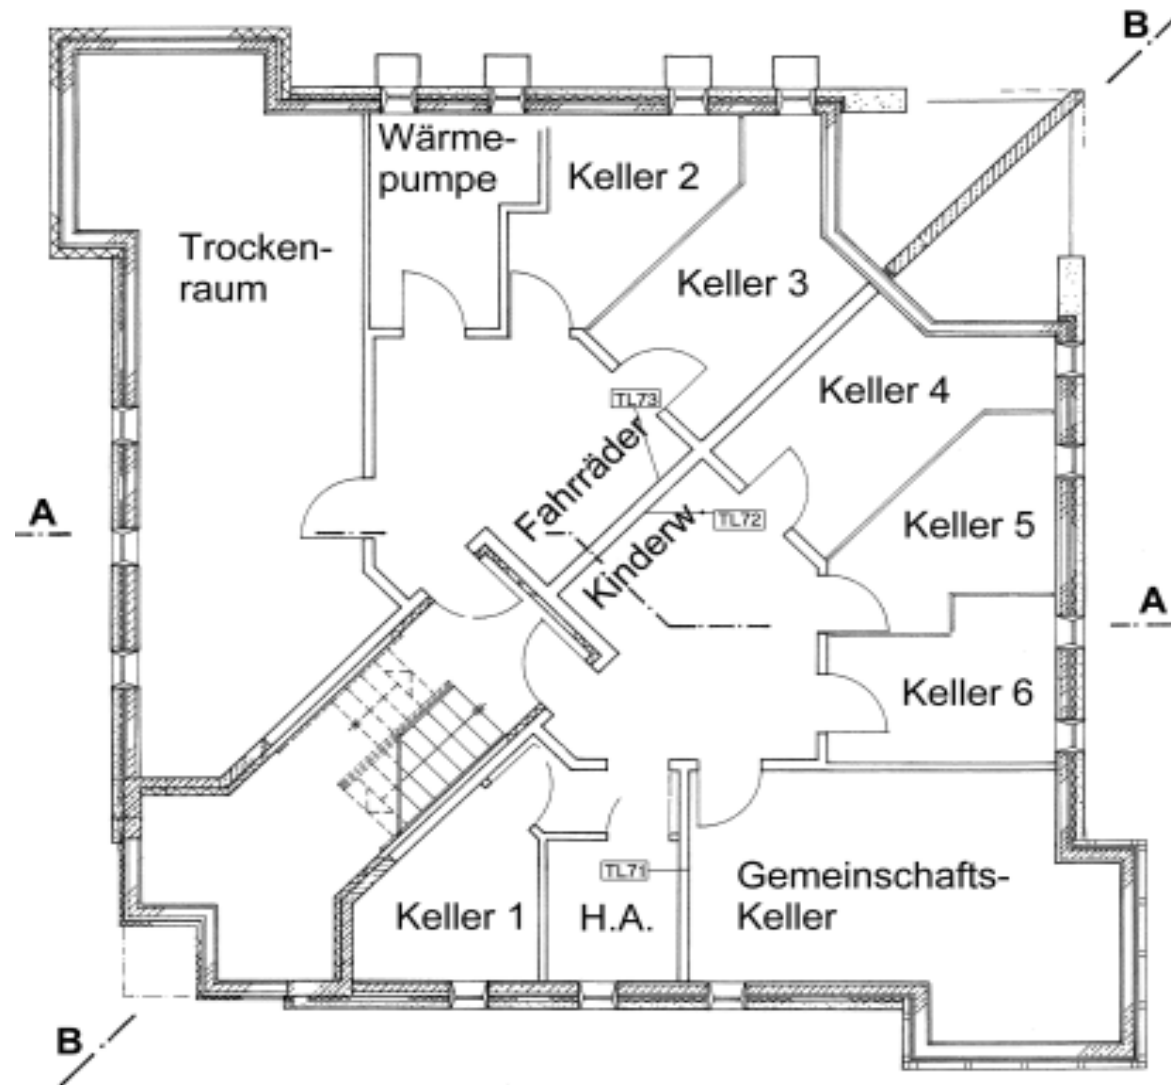 B
Wärme-
pumpe
Keller 2
Trocken-
raum
Keller 3
Keller 4
TL73
Fahrräder
A
TL72
Keller 5
Kinderw
A
Keller 6
TL71
Gemeinschafts-
Keller
Keller 1
H.A.
B